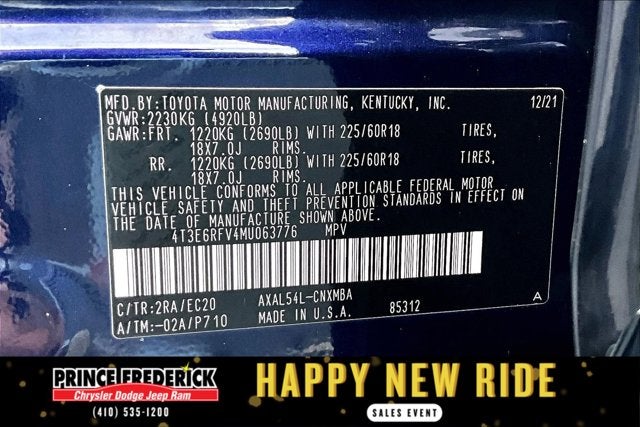 MFD.BY:TOYOTA MOTOR MANUFACTURING, KENTUCKY, INC. 12/21
GVWR:2230KG (4920LB)
GAWR:FRT. 1220KG (2690LB) WITH 225/60R18 TIRES,
18X7.0J RIMS.
RR. 1220KG (2690LB) WITH 225/60R18 TIRES,
18X7.0J RIMS.
THIS VEHICLE CONFORMS TO ALL APPLICABLE FEDERAL MOTOR
VEHICLE SAFETY AND THEFT PREVENTION STANDARDS IN EFFECT ON
THE DATE OF MANUFACTURE SHOWN ABOVE.
4T3E6RFV4MU063776 MPV
C/TR:2RA/EC20 AXAL54L-CNXMBA
A/TM:-02A/P710 MADE IN U.S.A. 85312 A
PRINCE FREDERICK
Chrysler Dodge Jeep Ram
(410) 535-1200
HAPPY NEW RIDE
SALES EVENT